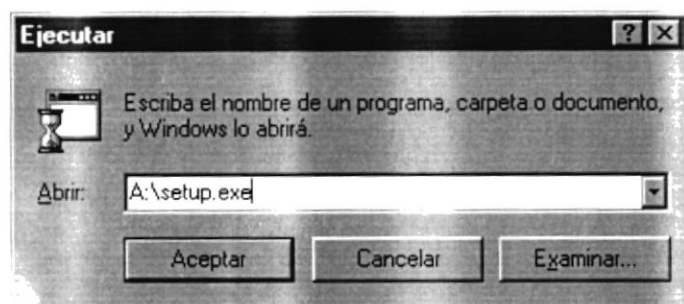 Ejecutar
Escriba el nombre de un programa, carpeta o documento,
y Windows lo abrirá.
Abrir: A:\setup.exe
Aceptar Cancelar Examinar...